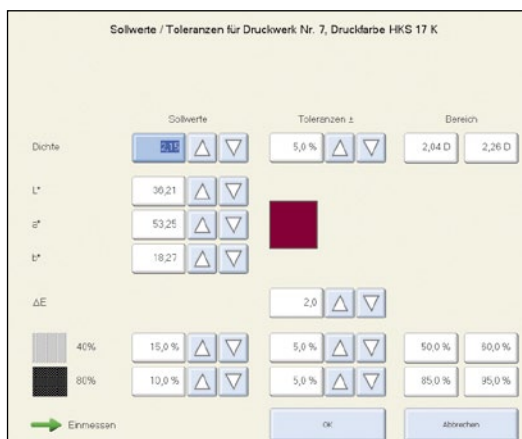 Sollwerte / Toleranzen für Druckwerk Nr. 7, Druckfarbe HKS 17 K
Sollwerte Toleranzen ± Bereich
Dichte 2,15 5,0 % 2,04 D 2,26 D
L* 36,21
a* 53,25
b* 18,27
ΔE 2,0
40% 15,0 % 5,0 % 50,0 % 60,0 %
80% 10,0 % 5,0 % 85,0 % 95,0 %
Einmessen OK Abbrechen